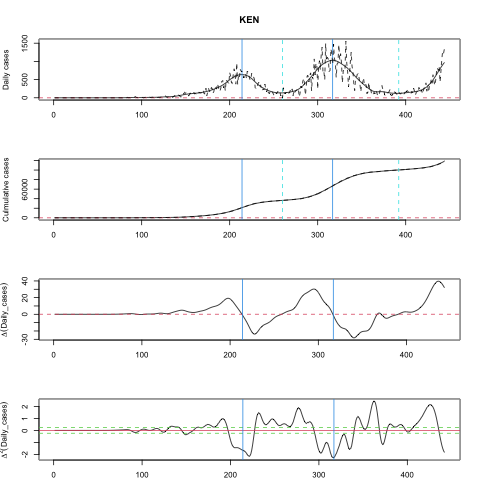 KEN
Daily cases
0
500
1500
0 100 200 300 400
Culmulative cases
0
60000
0 100 200 300 400
Δ(Daily_cases)
-30
0
20
40
0 100 200 300 400
Δ²(Daily_cases)
-2
0
1
2
0 100 200 300 400